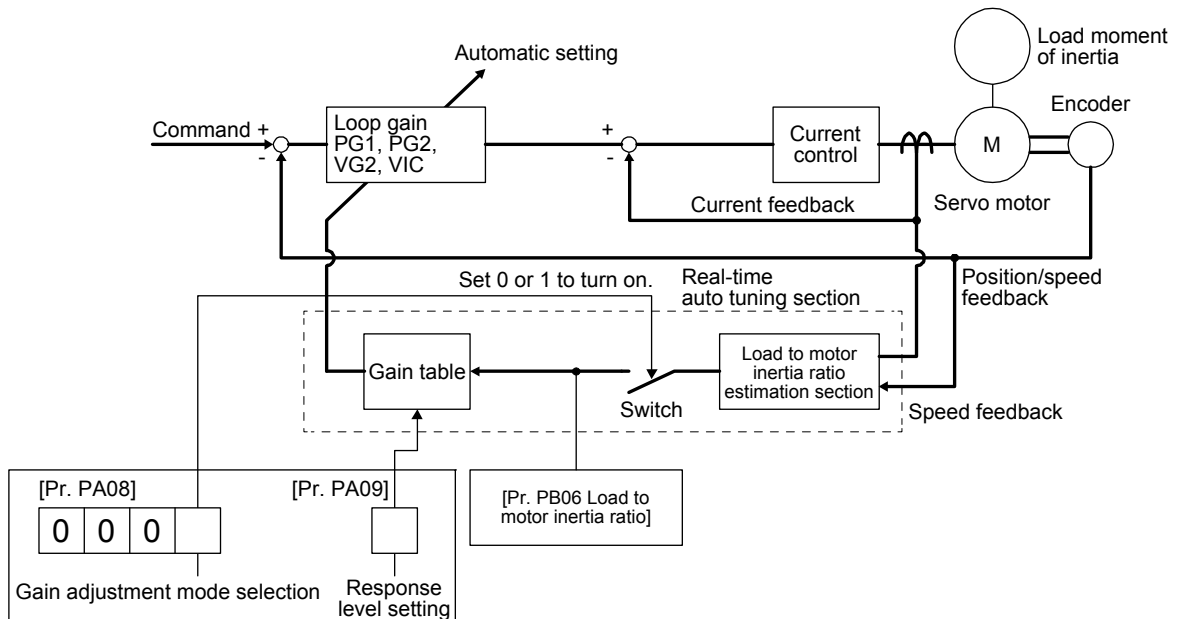 Load moment
of inertia
Automatic setting
Encoder
Command
+
-
Loop gain
PG1, PG2,
VG2, VIC
+
-
Current
control
M
Current feedback
Servo motor
Set 0 or 1 to turn on.
Real-time
auto tuning section
Position/speed
feedback
Gain table
Switch
Load to motor
inertia ratio
estimation section
Speed feedback
[Pr. PA08]
[Pr. PA09]
0 0 0
Gain adjustment mode selection
Response
level setting
[Pr. PB06 Load to
motor inertia ratio]